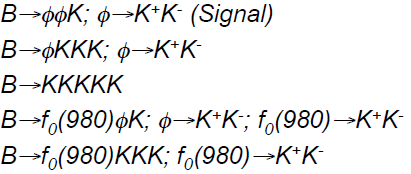 B→ϕϕK; ϕ→K⁺K⁻ (Signal)
B→ϕKKK; ϕ→K⁺K⁻
B→KKKKK
B→f₀(980)ϕK; ϕ→K⁺K⁻; f₀(980)→K⁺K⁻
B→f₀(980)KKK; f₀(980)→K⁺K⁻